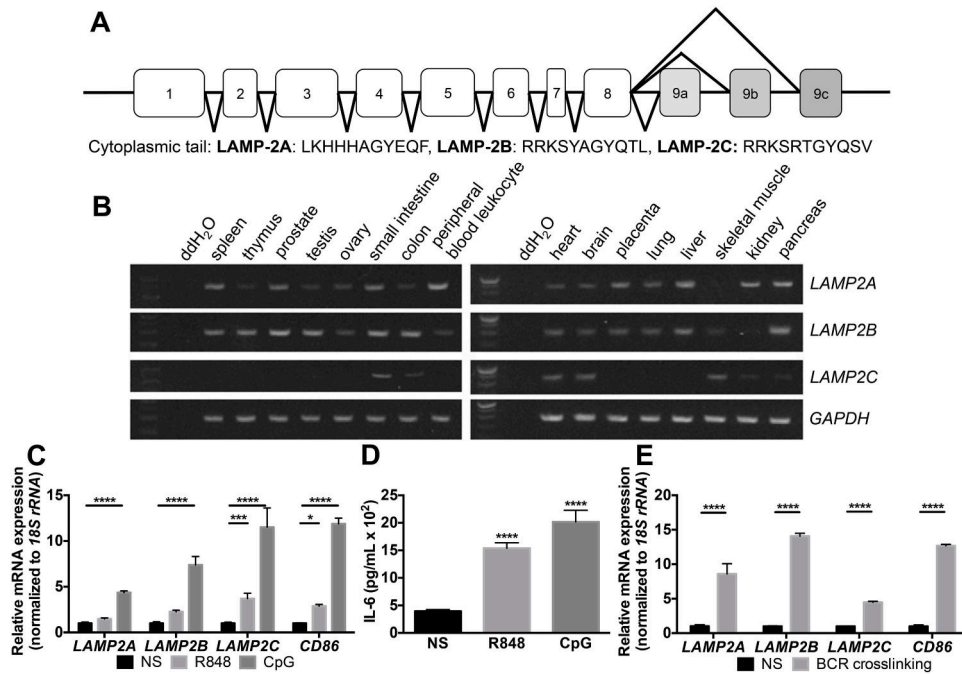 A
1 2 3 4 5 6 7 8 9a 9b 9c
Cytoplasmic tail: LAMP-2A: LKHHHAGYEQF, LAMP-2B: RRKSYAGYQTL, LAMP-2C: RRKSRTGYQSV
B
ddH2O spleen thymus prostate testis ovary small intestine colon peripheral blood leukocyte ddH2O heart brain placenta lung liver skeletal muscle kidney pancreas
LAMP2A
LAMP2B
LAMP2C
GAPDH
C
Relative mRNA expression
(normalized to 18S rRNA)
15
10
5
0
**** **** **** ****
*** *
LAMP2A LAMP2B LAMP2C CD86
NS R848 CpG
D
IL-6 (pg/mL x 10²)
25
20
15
10
5
0
****
****
NS R848 CpG
E
Relative mRNA expression
(normalized to 18S rRNA)
20
15
10
5
0
**** **** **** ****
LAMP2A LAMP2B LAMP2C CD86
NS BCR crosslinking